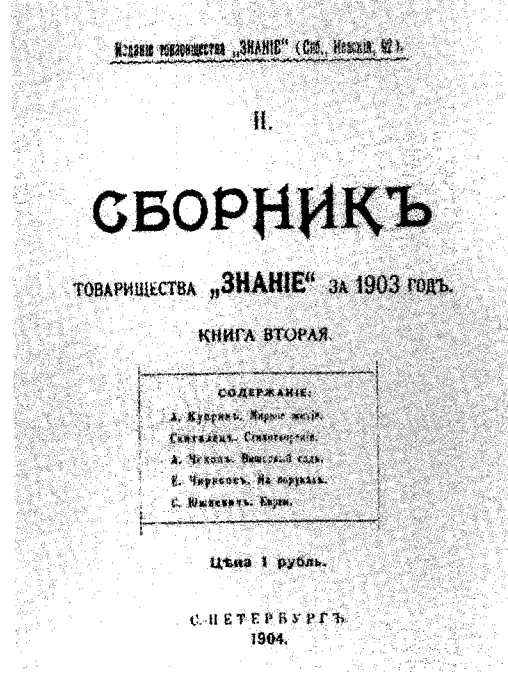 Изданіе товарищества „ЗНАНІЕ“ (Спб., Невскій, 92).
II.
СБОРНИКЪ
ТОВАРИЩЕСТВА „ЗНАНІЕ“ ЗА 1903 ГОДЪ.
КНИГА ВТОРАЯ.
СОДЕРЖАНІЕ:
А. Купринъ. Мирное житіе.
Скиталецъ. Стихотворенія.
А. Чеховъ. Вишневый садъ.
Е. Чириковъ. На порукахъ.
С. Юшкевичъ. Евреи.
Цѣна 1 рубль.
С.-ПЕТЕРБУРГЪ.
1904.